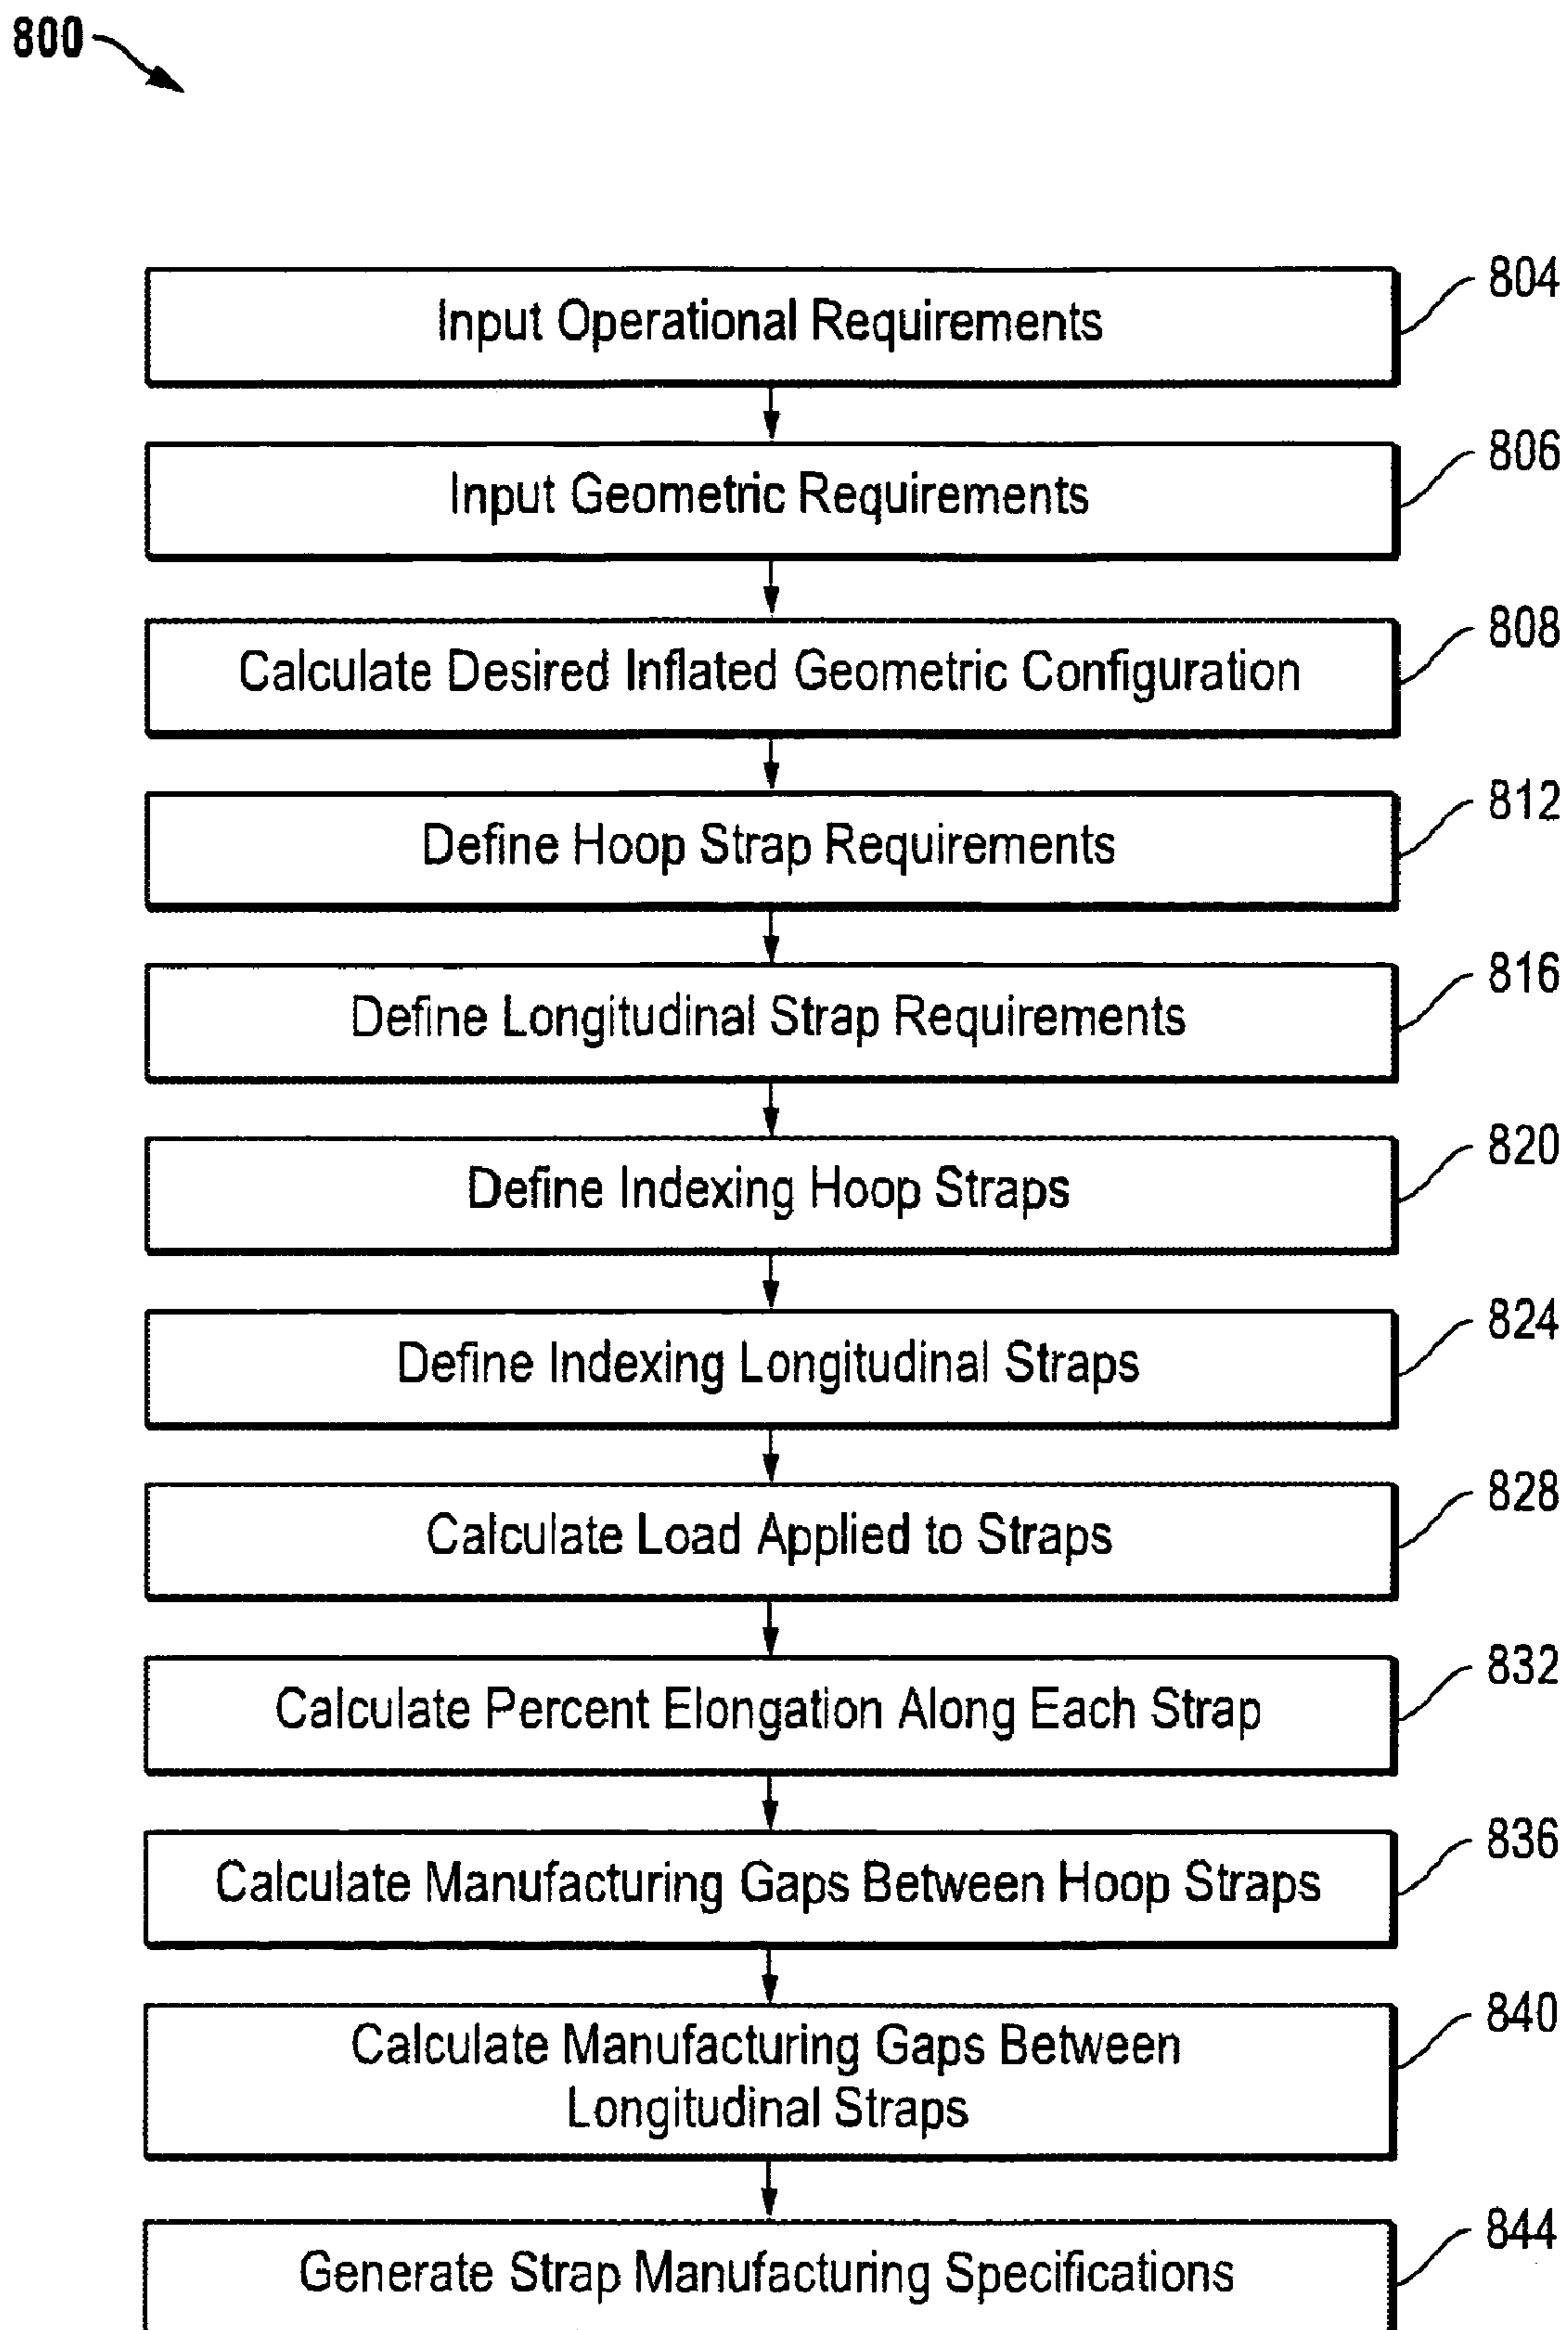 800
Input Operational Requirements
804
Input Geometric Requirements
806
Calculate Desired Inflated Geometric Configuration
808
Define Hoop Strap Requirements
812
Define Longitudinal Strap Requirements
816
Define Indexing Hoop Straps
820
Define Indexing Longitudinal Straps
824
Calculate Load Applied to Straps
828
Calculate Percent Elongation Along Each Strap
832
Calculate Manufacturing Gaps Between Hoop Straps
836
Calculate Manufacturing Gaps Between
Longitudinal Straps
840
Generate Strap Manufacturing Specifications
844